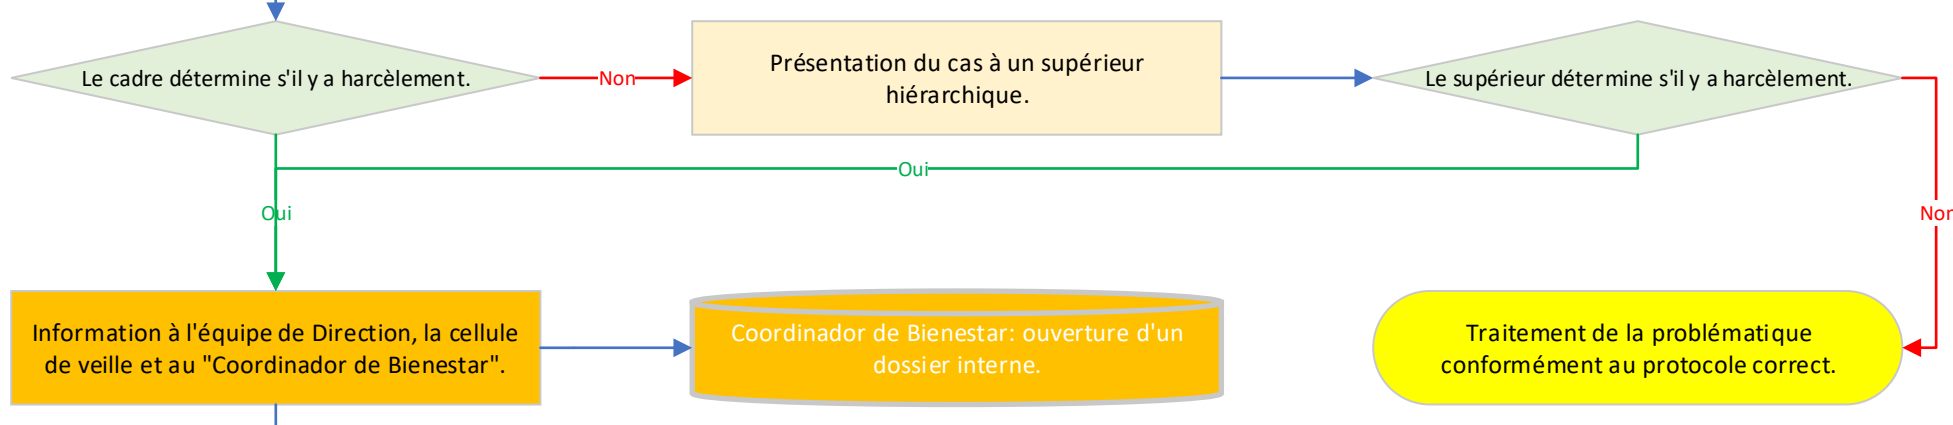 Le cadre détermine s'il y a harcèlement.
Non
Présentation du cas à un supérieur
hiérarchique.
Le supérieur détermine s'il y a harcèlement.
Oui
Oui
Non
Information à l'équipe de Direction, la cellule
de veille et au "Coordinador de Bienestar".
Coordinador de Bienestar: ouverture d'un
dossier interne.
Traitement de la problématique
conformément au protocole correct.